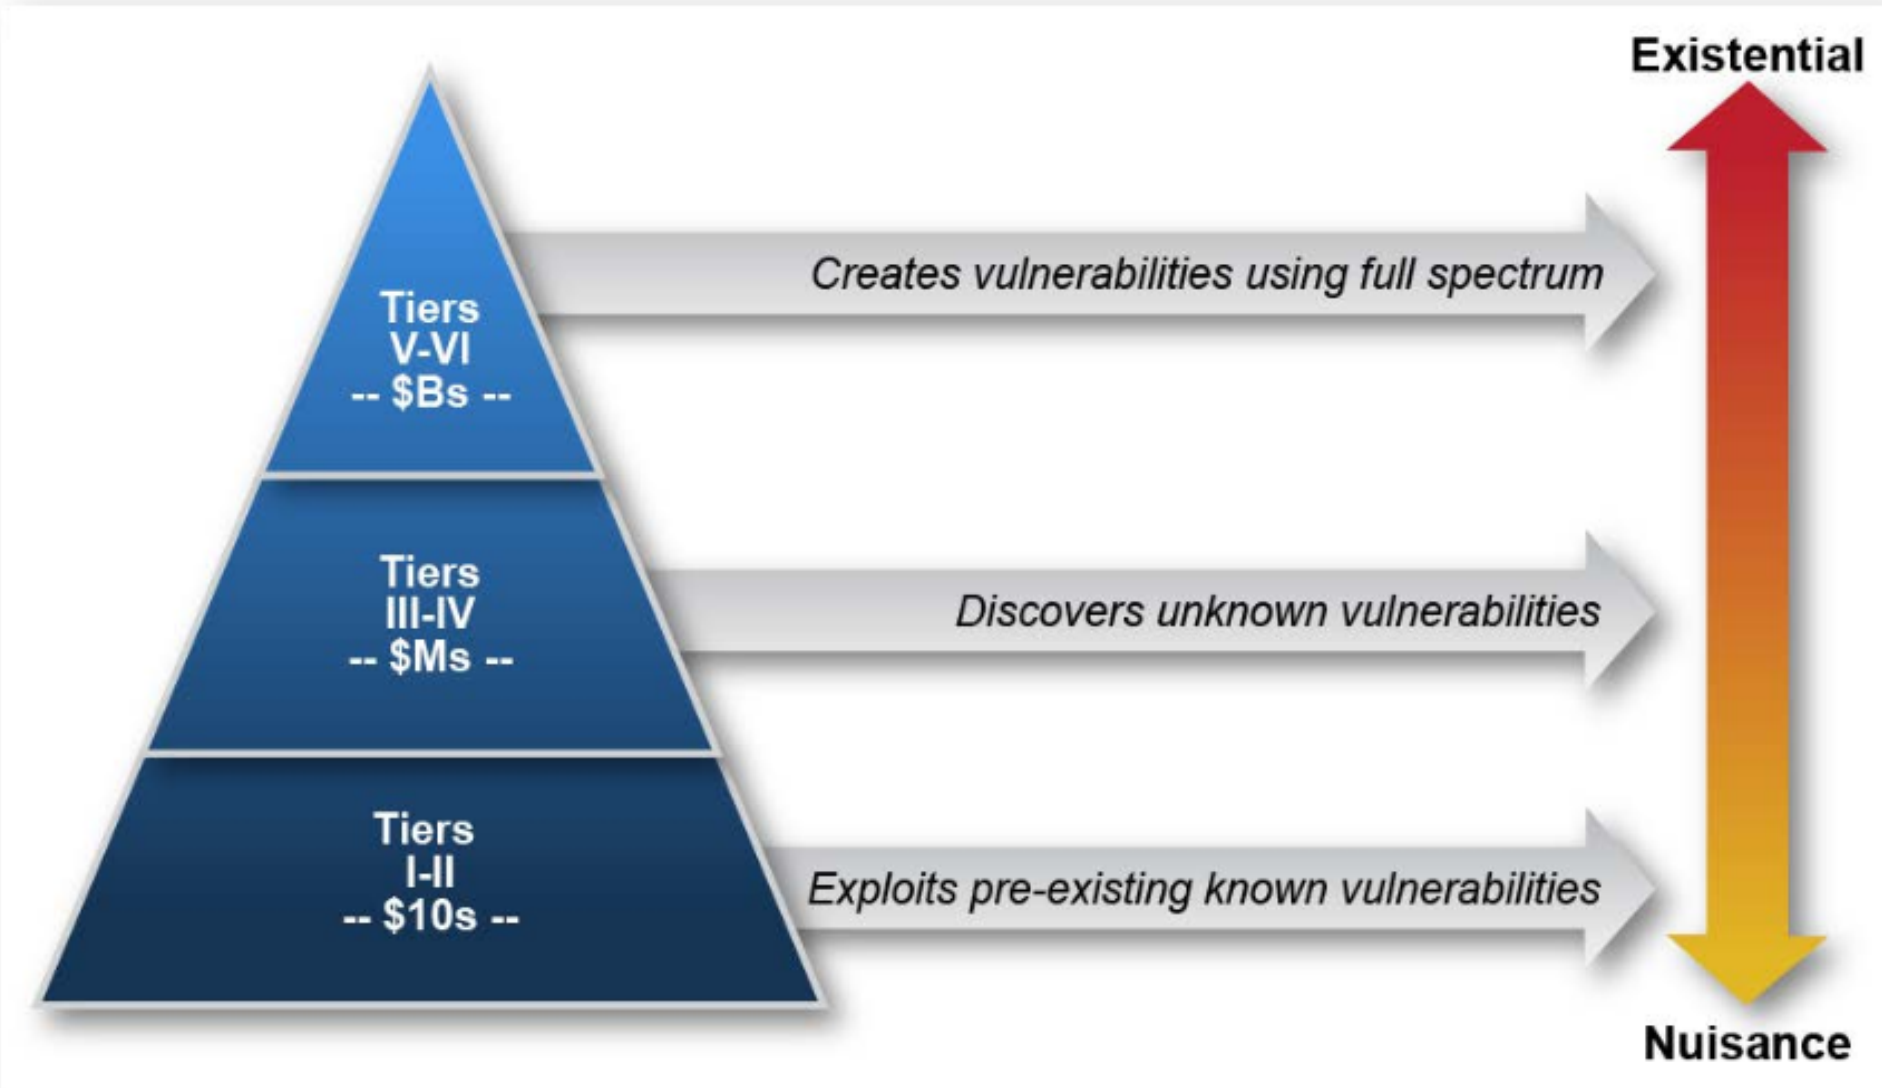 Existential
Tiers
V-VI
-- $Bs --
Creates vulnerabilities using full spectrum
Tiers
III-IV
-- $Ms --
Discovers unknown vulnerabilities
Tiers
I-II
-- $10s --
Exploits pre-existing known vulnerabilities
Nuisance